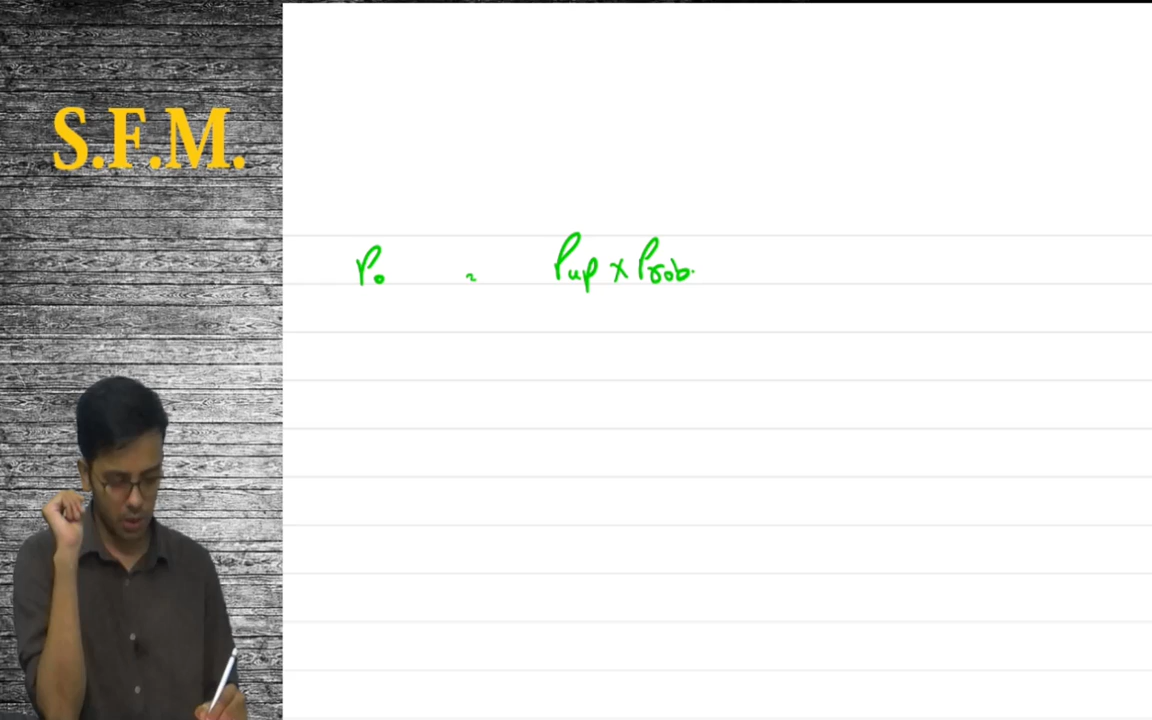 S.F.M.
P₀ = Pup x Prob.